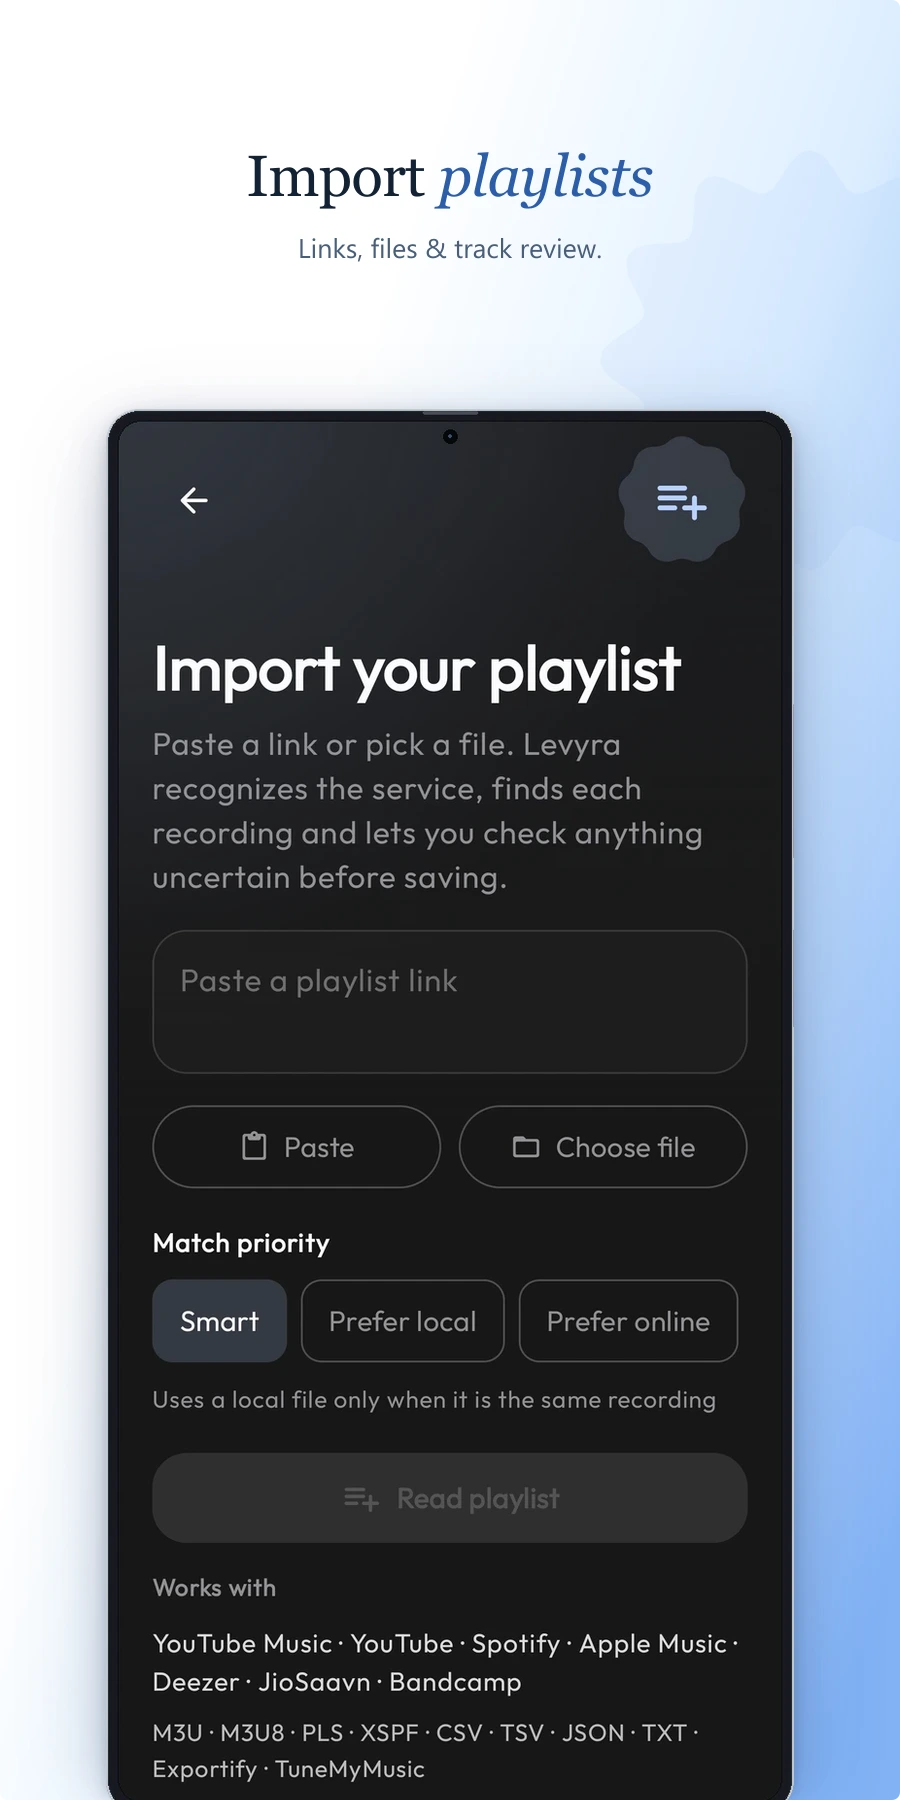 Import playlists
Links, files & track review.
Import your playlist
Paste a link or pick a file. Levyra
recognizes the service, finds each
recording and lets you check anything
uncertain before saving.
Paste a playlist link
Paste
Choose file
Match priority
Smart
Prefer local
Prefer online
Uses a local file only when it is the same recording
Read playlist
Works with
YouTube Music · YouTube · Spotify · Apple Music ·
Deezer · JioSaavn · Bandcamp
M3U · M3U8 · PLS · XSPF · CSV · TSV · JSON · TXT ·
Exportify · TuneMyMusic